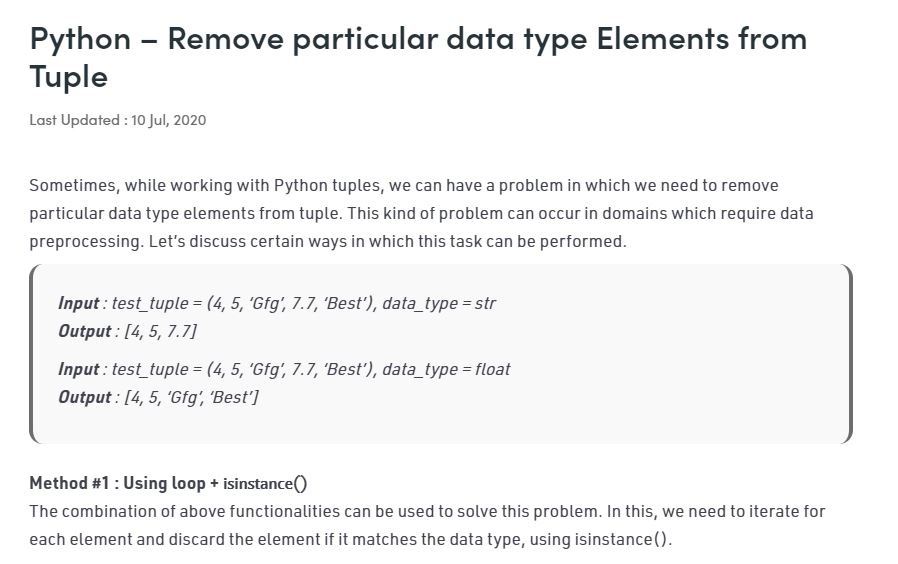 Python – Remove particular data type Elements from
Tuple
Last Updated : 10 Jul, 2020
Sometimes, while working with Python tuples, we can have a problem in which we need to remove
particular data type elements from tuple. This kind of problem can occur in domains which require data
preprocessing. Let’s discuss certain ways in which this task can be performed.
Input : test_tuple = (4, 5, ‘Gfg’, 7.7, ‘Best’), data_type = str
Output : [4, 5, 7.7]
Input : test_tuple = (4, 5, ‘Gfg’, 7.7, ‘Best’), data_type = float
Output : [4, 5, ‘Gfg’, ‘Best’]
Method #1 : Using loop + isinstance()
The combination of above functionalities can be used to solve this problem. In this, we need to iterate for
each element and discard the element if it matches the data type, using isinstance().